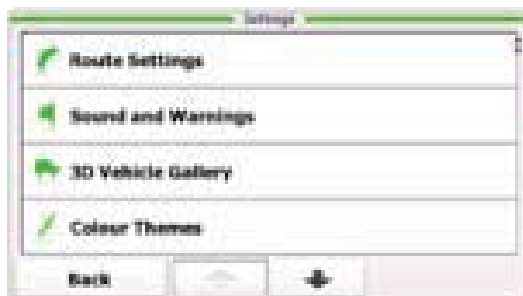 Settings
Route Settings
Sound and Warnings
3D Vehicle Gallery
Colour Themes
Back